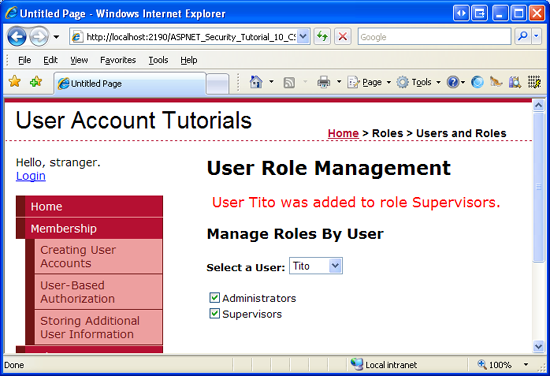 Untitled Page - Windows Internet Explorer
http://localhost:2190/ASPNET_Security_Tutorial_10_CS
Google
File Edit View Favorites Tools Help
Untitled Page
Page Tools
User Account Tutorials
Home > Roles > Users and Roles
Hello, stranger.
Login
Home
Membership
Creating User
Accounts
User-Based
Authorization
Storing Additional
User Information
User Role Management
User Tito was added to role Supervisors.
Manage Roles By User
Select a User: Tito
Administrators
Supervisors
Done
Local intranet
100%